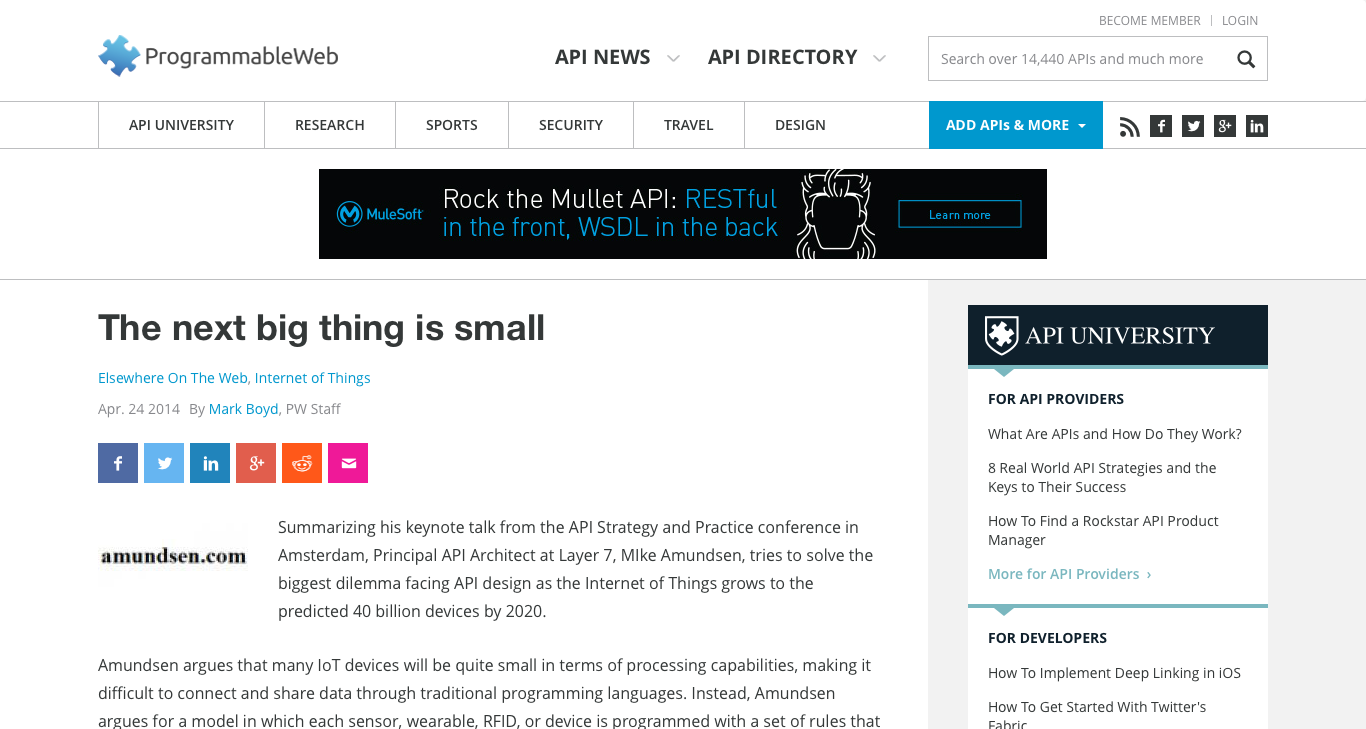 BECOME MEMBER | LOGIN
ProgrammableWeb
API NEWS
API DIRECTORY
Search over 14,440 APIs and much more
API UNIVERSITY
RESEARCH
SPORTS
SECURITY
TRAVEL
DESIGN
ADD APIs & MORE
MuleSoft
Rock the Mullet API: RESTful
in the front, WSDL in the back
Learn more
The next big thing is small
Elsewhere On The Web, Internet of Things
Apr. 24 2014 By Mark Boyd, PW Staff
amundsen.com
Summarizing his keynote talk from the API Strategy and Practice conference in
Amsterdam, Principal API Architect at Layer 7, MIke Amundsen, tries to solve the
biggest dilemma facing API design as the Internet of Things grows to the
predicted 40 billion devices by 2020.
Amundsen argues that many IoT devices will be quite small in terms of processing capabilities, making it
difficult to connect and share data through traditional programming languages. Instead, Amundsen
argues for a model in which each sensor, wearable, RFID, or device is programmed with a set of rules that
API UNIVERSITY
FOR API PROVIDERS
What Are APIs and How Do They Work?
8 Real World API Strategies and the
Keys to Their Success
How To Find a Rockstar API Product
Manager
More for API Providers ›
FOR DEVELOPERS
How To Implement Deep Linking in iOS
How To Get Started With Twitter's
Fabric